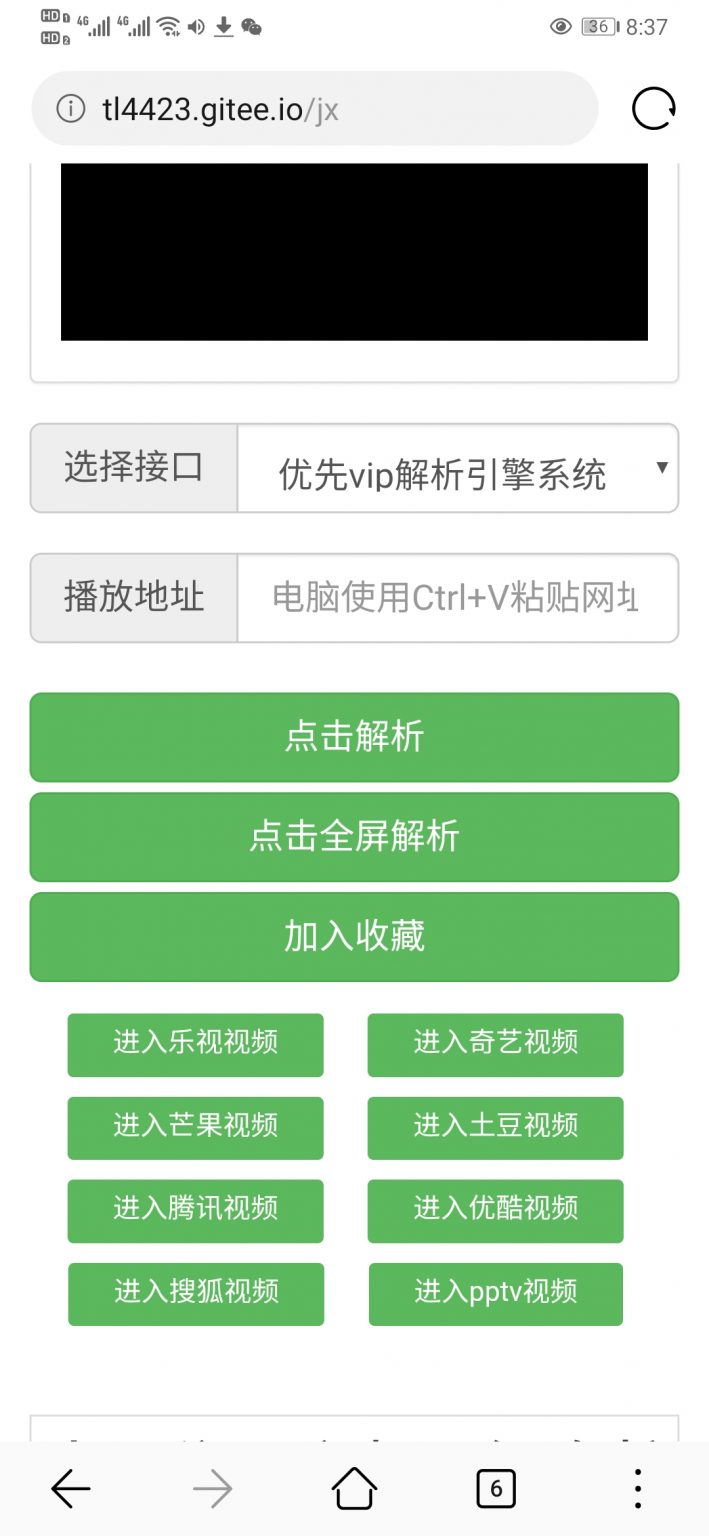 HD 1 4G 4G 36 8:37
HD 2
tl4423.gitee.io/jx
选择接口 优先vip解析引擎系统
播放地址 电脑使用Ctrl+V粘贴网址
点击解析
点击全屏解析
加入收藏
进入乐视视频 进入奇艺视频
进入芒果视频 进入土豆视频
进入腾讯视频 进入优酷视频
进入搜狐视频 进入pptv视频
6